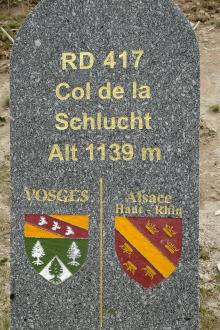 RD 417
Col de la
Schlucht
Alt 1139 m
VOSGES
Alsace
Haut - Rhin